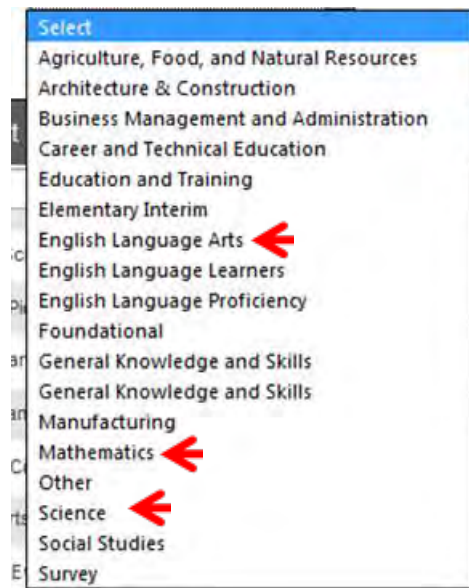 Select
Agriculture, Food, and Natural Resources
Architecture & Construction
Business Management and Administration
Career and Technical Education
Education and Training
Elementary Interim
English Language Arts
English Language Learners
English Language Proficiency
Foundational
General Knowledge and Skills
General Knowledge and Skills
Manufacturing
Mathematics
Other
Science
Social Studies
Survey